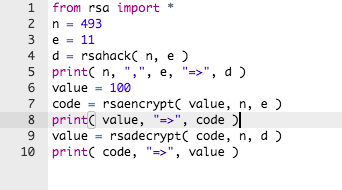 1 from rsa import *
2 n = 493
3 e = 11
4 d = rsahack( n, e )
5 print( n, ",", e, "=>", d )
6 value = 100
7 code = rsaencrypt( value, n, e )
8 print( value, "=>", code )
9 value = rsadecrypt( code, n, d )
10 print( code, "=>", value )